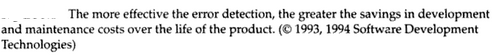 The more effective the error detection, the greater the savings in development
and maintenance costs over the life of the product. (© 1993, 1994 Software Development
Technologies)